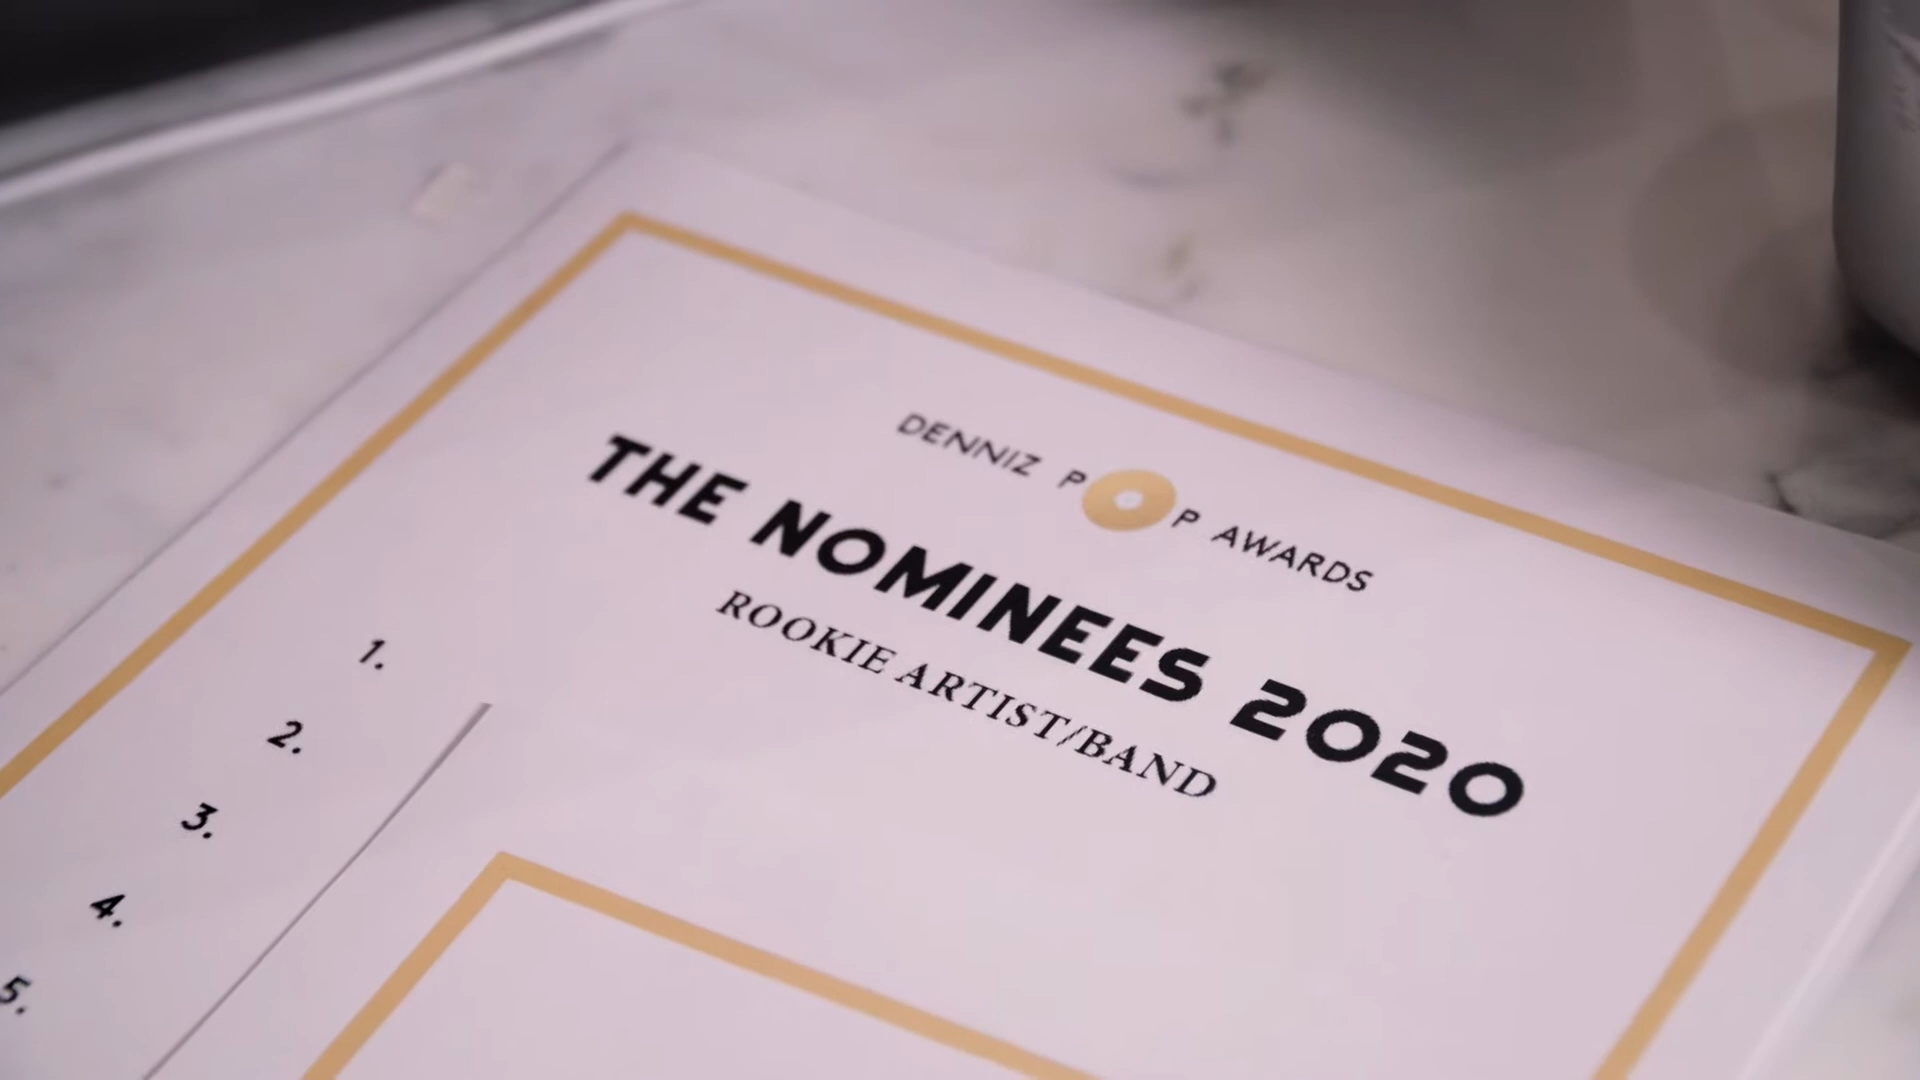 DENNIZ POP AWARDS
THE NOMINEES 2020
ROOKIE ARTIST/BAND
1.
2.
3.
4.
5.